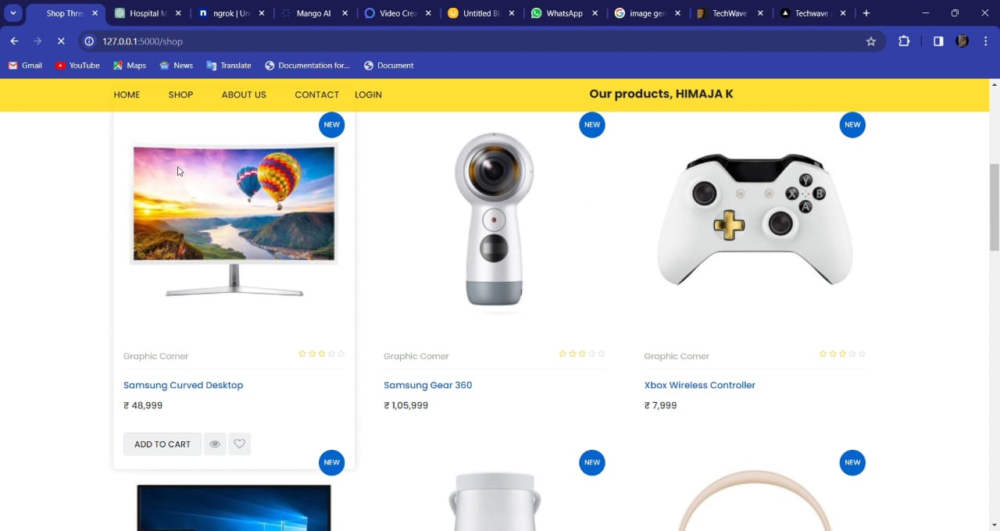 Shop Thre
Hospital M
ngrok | Un
Mango AI
Video Crea
Untitled Bl
WhatsApp
image gen
TechWave
Techwave
127.0.0.1:5000/shop
Gmail
YouTube
Maps
News
Translate
Documentation for...
Document
HOME
SHOP
ABOUT US
CONTACT
LOGIN
Our products, HIMAJA K
NEW
NEW
NEW
Y
X
B
A
Graphic Corner
Graphic Corner
Graphic Corner
Samsung Curved Desktop
Samsung Gear 360
Xbox Wireless Controller
₹ 48,999
₹ 1,05,999
₹ 7,999
ADD TO CART
NEW
NEW
NEW